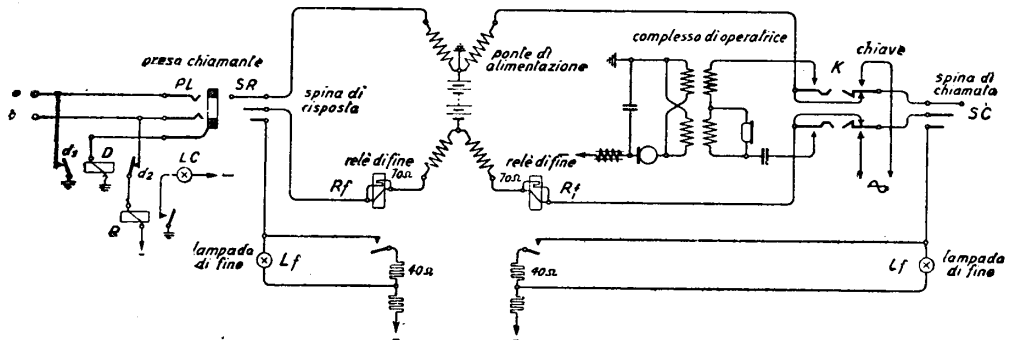 presa chiamante
PL
SR
a
b
d1
D
d2
LC
R
-
-
spina di
risposta
ponte di
alimentazione
relè di fine
70Ω
Rf
relè di fine
70Ω
Rf
complesso di operatrice
chiave
K
spina di
chiamata
SC
lampada
di fine
Lf
40Ω
-
40Ω
-
Lf
lampada
di fine